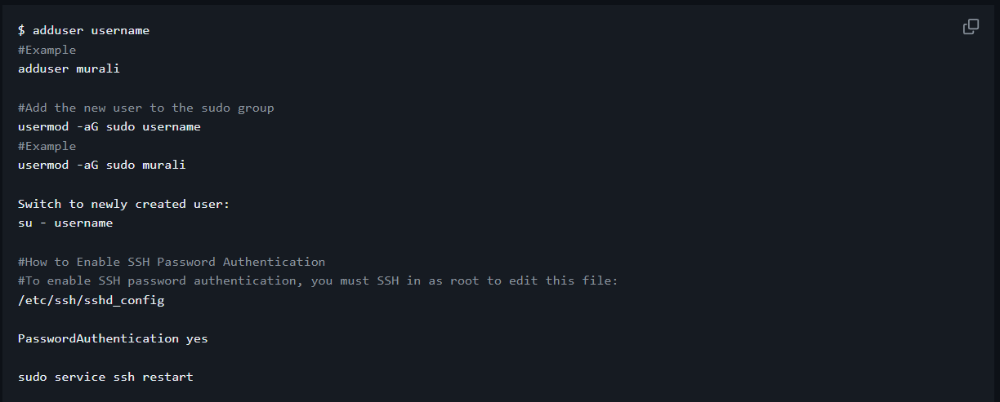 $ adduser username
#Example
adduser murali
#Add the new user to the sudo group
usermod -aG sudo username
#Example
usermod -aG sudo murali
Switch to newly created user:
su - username
#How to Enable SSH Password Authentication
#To enable SSH password authentication, you must SSH in as root to edit this file:
/etc/ssh/sshd_config
PasswordAuthentication yes
sudo service ssh restart